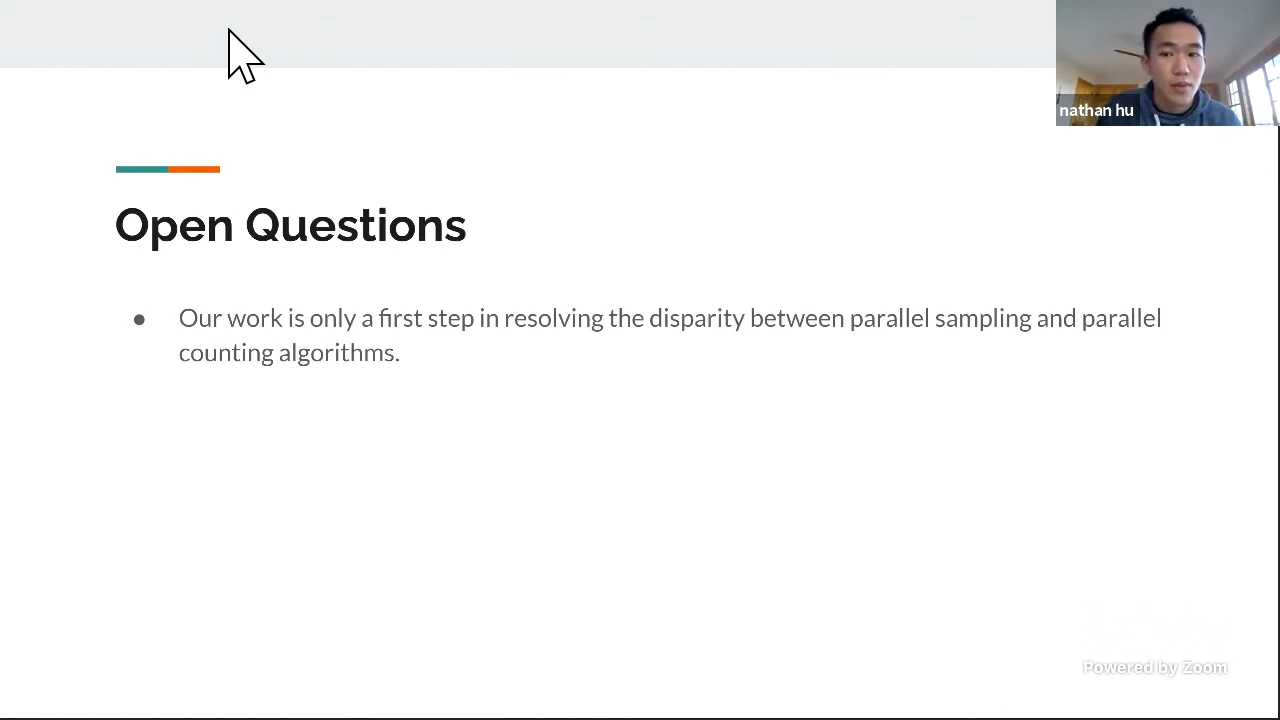 nathan hu
Open Questions
● Our work is only a first step in resolving the disparity between parallel sampling and parallel
counting algorithms.
Powered by Zoom